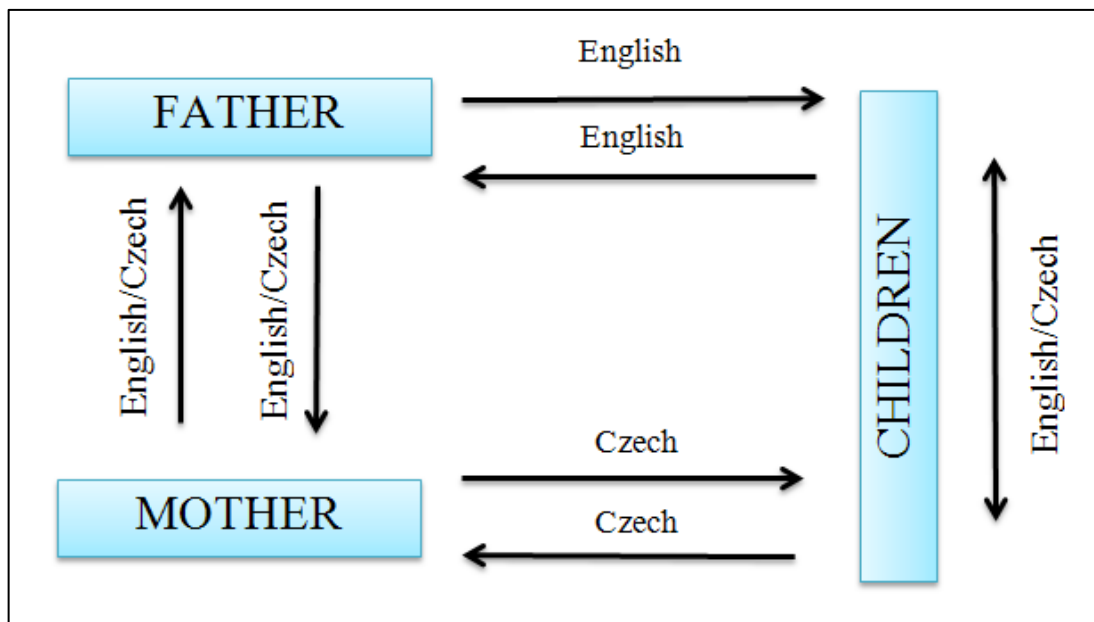 English
FATHER
English
English/Czech
English/Czech
CHILDREN
English/Czech
Czech
MOTHER
Czech